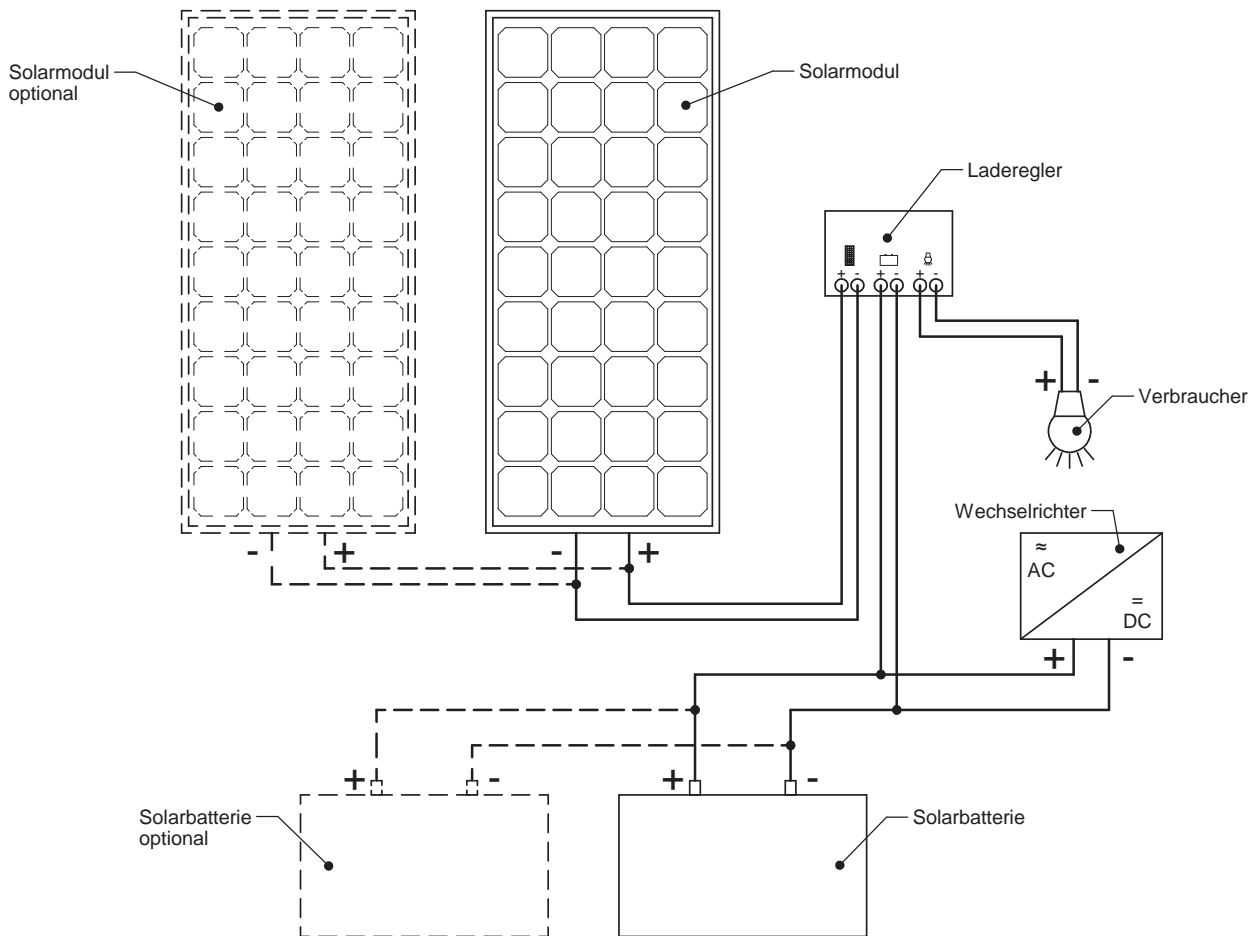 Solarmodul
optional
Solarmodul
Laderegler
+ - + - + -
+ -
Verbraucher
Wechselrichter
≈
AC
=
DC
- +
- +
+ -
+ -
+ -
Solarbatterie
optional
Solarbatterie